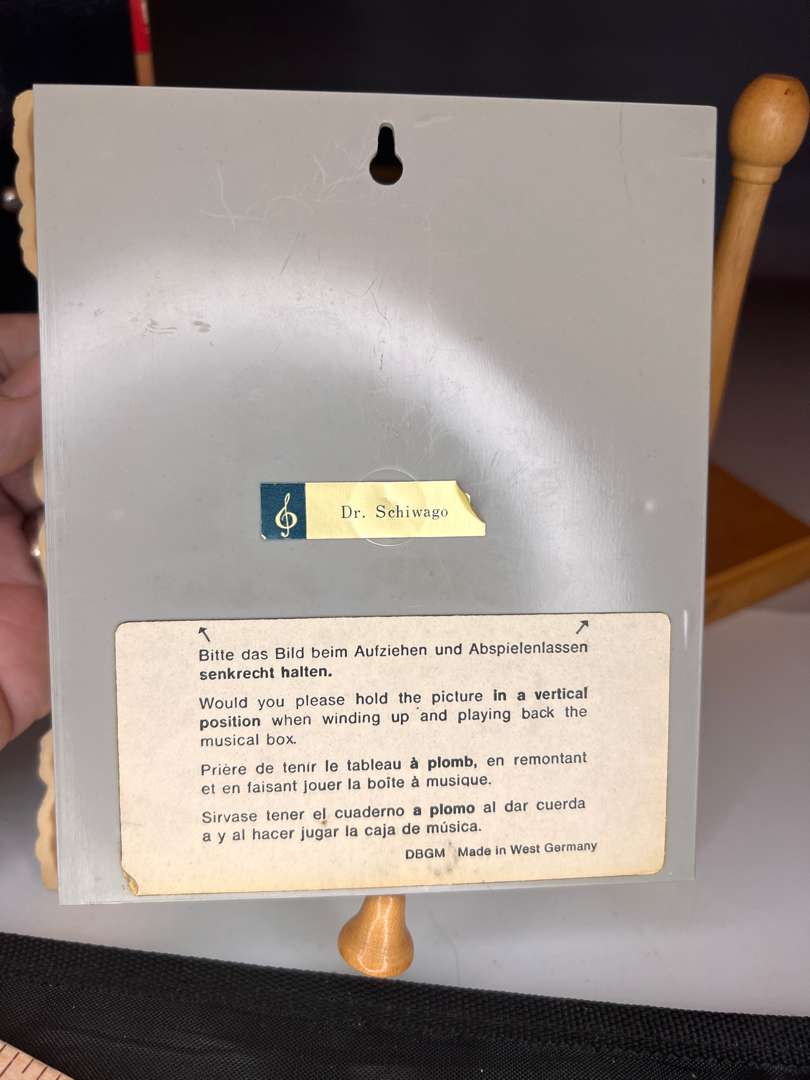 Dr. Schiwago
Bitte das Bild beim Aufziehen und Abspielenlassen
senkrecht halten.
Would you please hold the picture in a vertical
position when winding up and playing back the
musical box.
Prière de tenir le tableau à plomb, en remontant
et en faisant jouer la boîte à musique.
Sirvase tener el cuaderno a plomo al dar cuerda
a y al hacer jugar la caja de música.
DBGM Made in West Germany